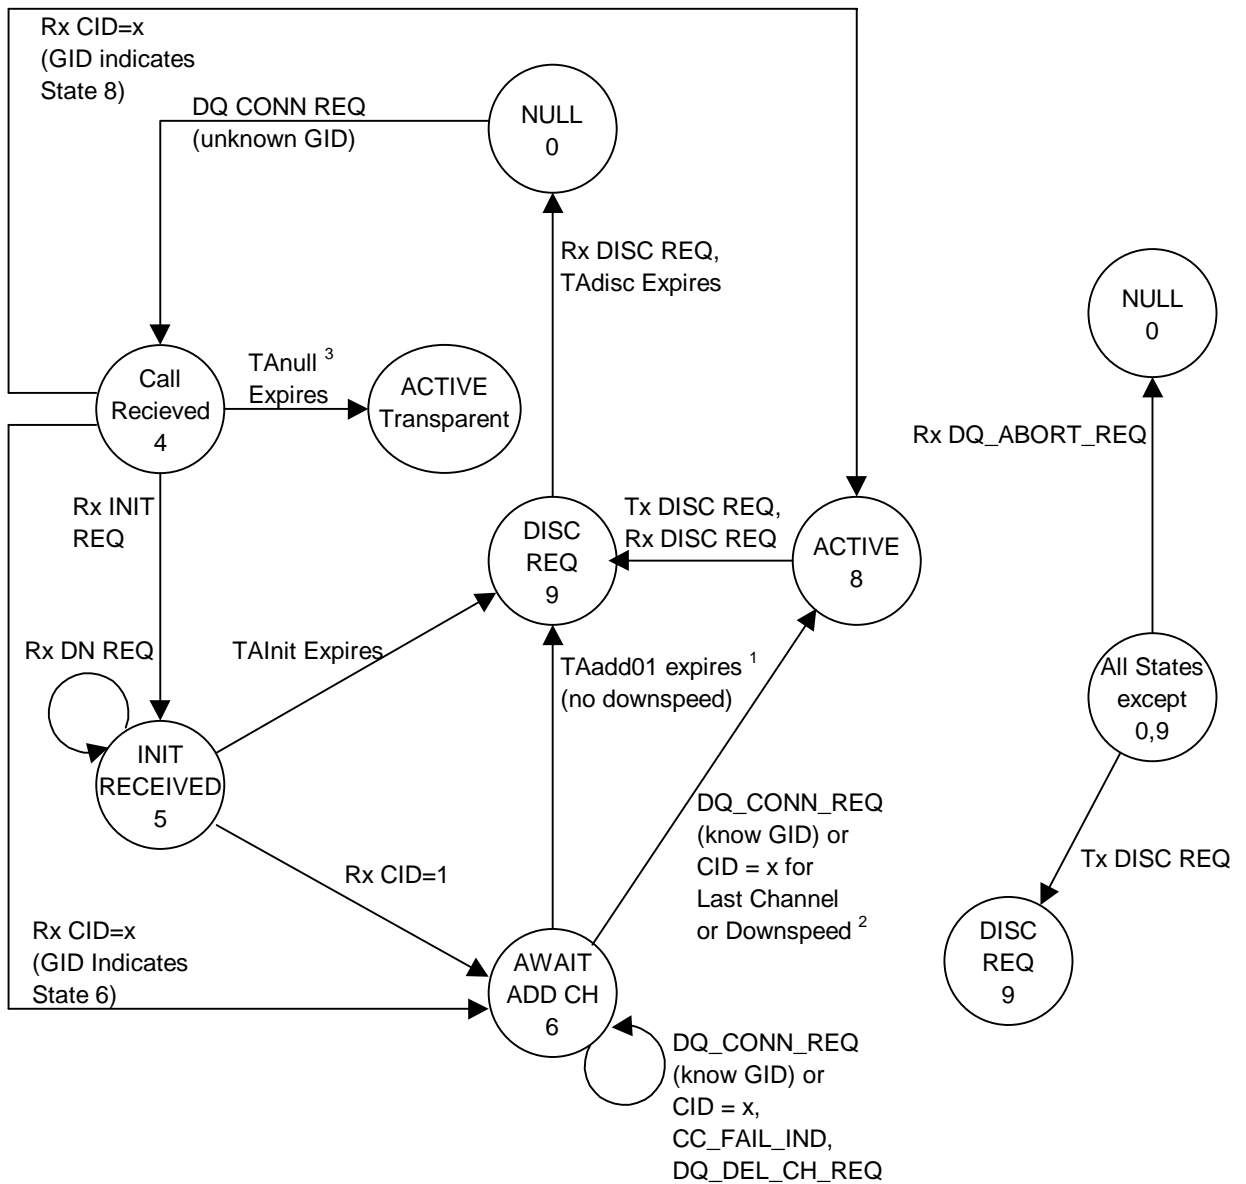 Rx CID=x
(GID indicates
State 8)
DQ CONN REQ
(unknown GID)
NULL
0
Rx DISC REQ,
TAdisc Expires
NULL
0
Call
Recieved
4
TAnull 3
Expires
ACTIVE
Transparent
Rx DQ_ABORT_REQ
Rx INIT
REQ
DISC
REQ
9
Tx DISC REQ,
Rx DISC REQ
ACTIVE
8
Rx DN REQ
TAInit Expires
TAadd01 expires 1
(no downspeed)
All States
except
0,9
INIT
RECEIVED
5
DQ_CONN_REQ
(know GID) or
CID = x for
Last Channel
or Downspeed 2
Tx DISC REQ
Rx CID=1
Rx CID=x
(GID Indicates
State 6)
AWAIT
ADD CH
6
DISC
REQ
9
DQ_CONN_REQ
(know GID) or
CID = x,
CC_FAIL_IND,
DQ_DEL_CH_REQ